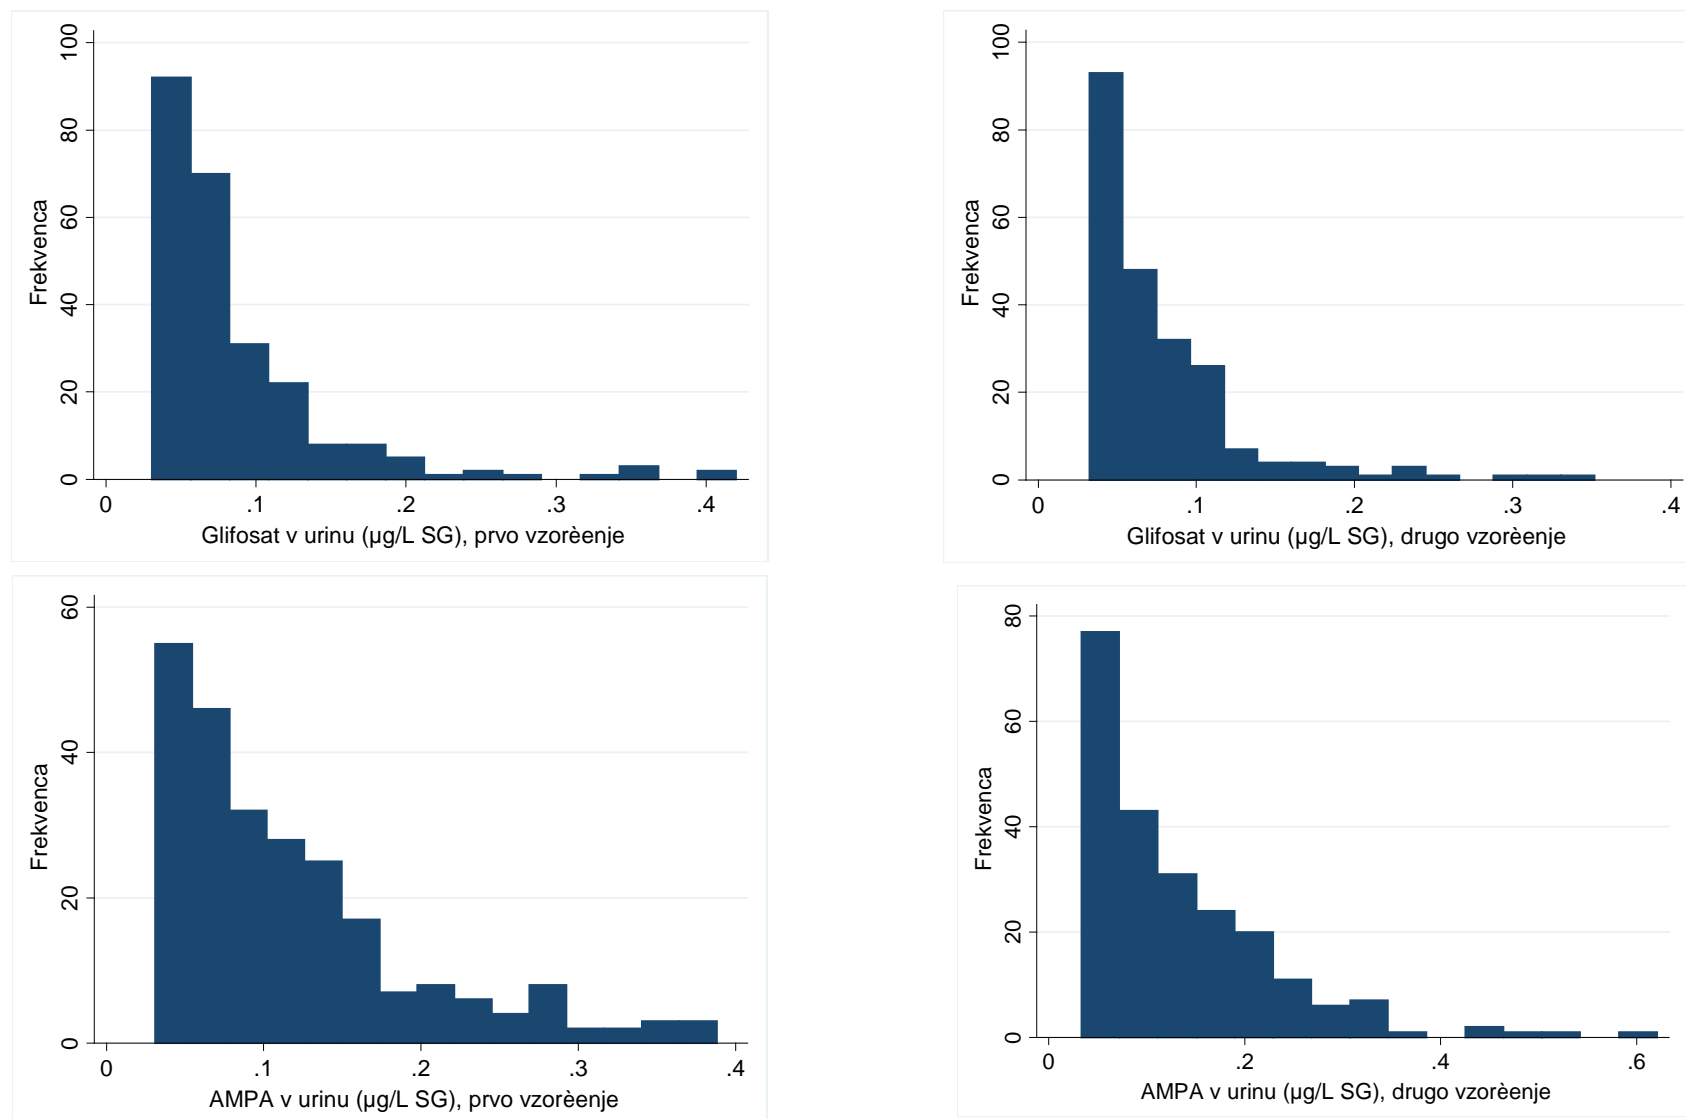 100
80
60
40
20
0
Frekvenca
0 .1 .2 .3 .4
Glifosat v urinu (µg/L SG), prvo vzorèenje
100
80
60
40
20
0
Frekvenca
0 .1 .2 .3 .4
Glifosat v urinu (µg/L SG), drugo vzorèenje
60
40
20
0
Frekvenca
0 .1 .2 .3 .4
AMPA v urinu (µg/L SG), prvo vzorèenje
80
60
40
20
0
Frekvenca
0 .2 .4 .6
AMPA v urinu (µg/L SG), drugo vzorèenje